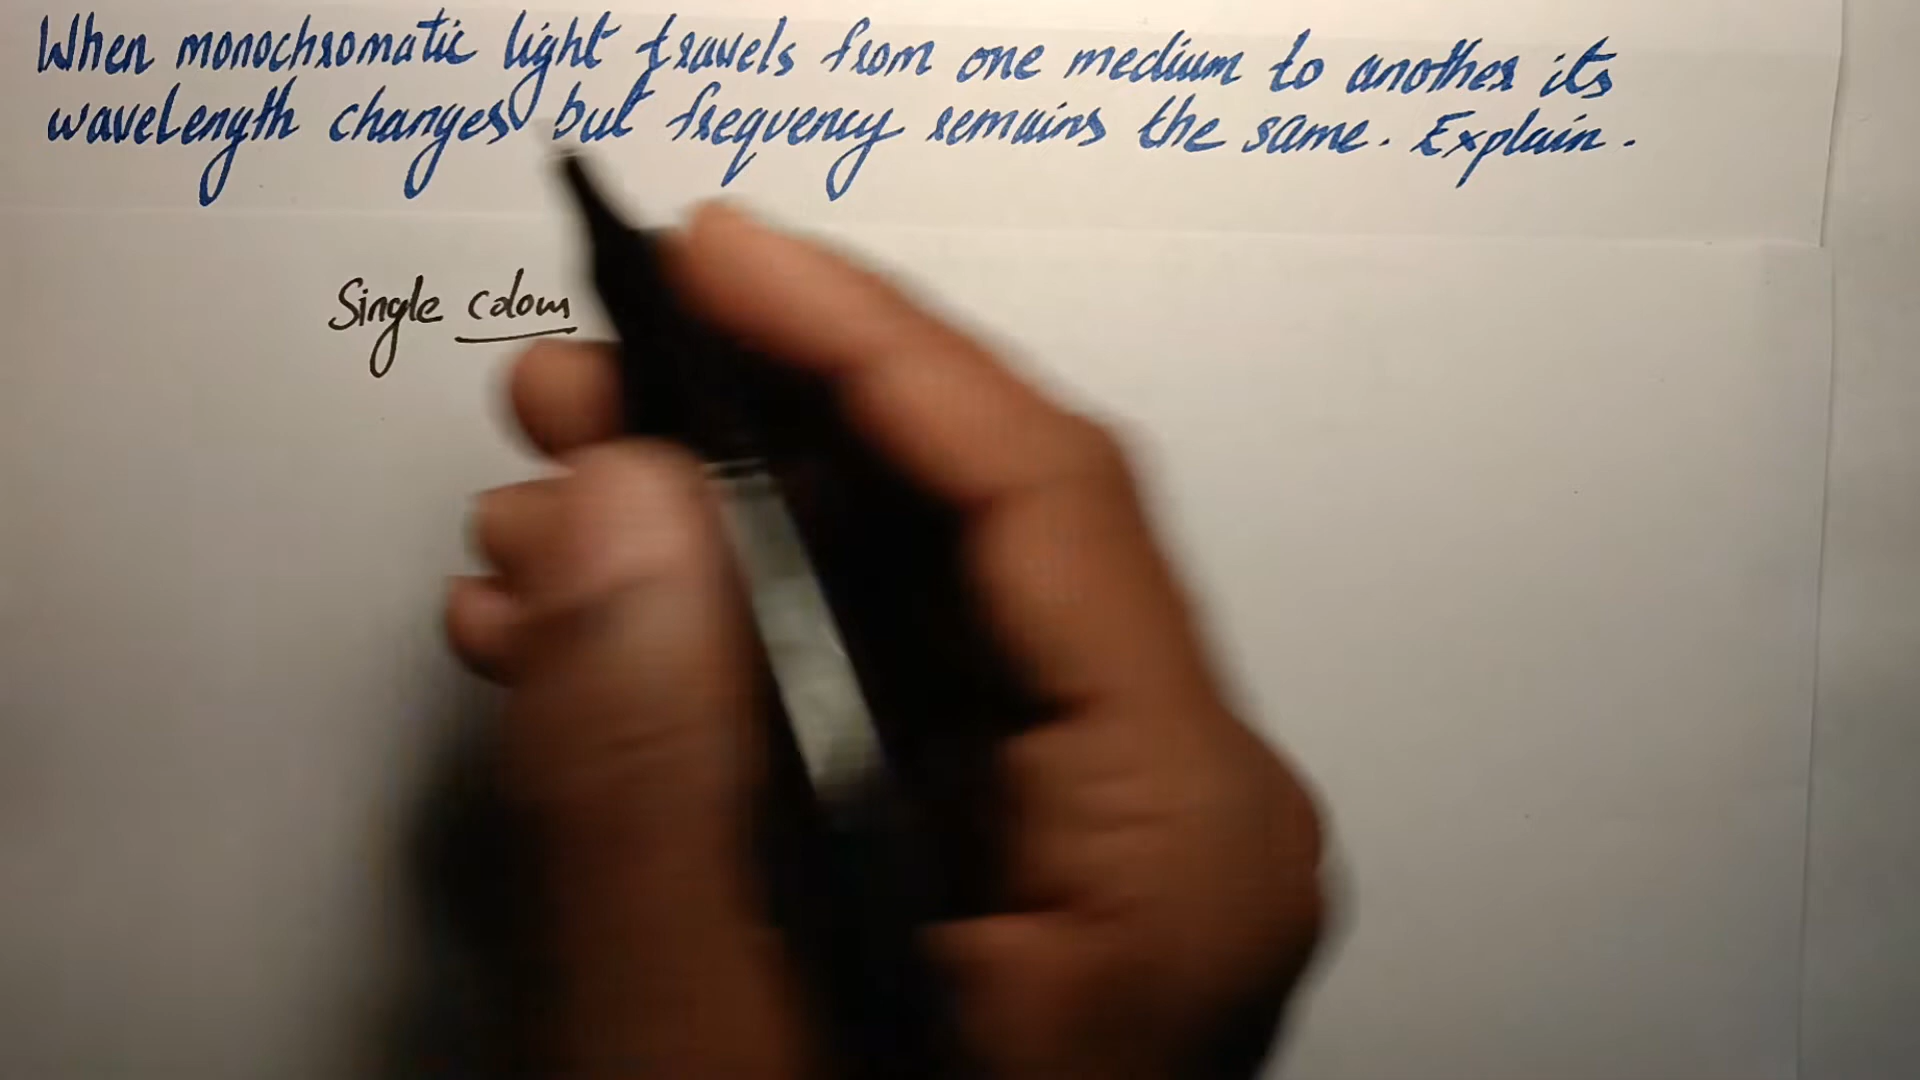 When monochromatic light travels from one medium to another its
wavelength changes but frequency remains the same. Explain.
Single colour